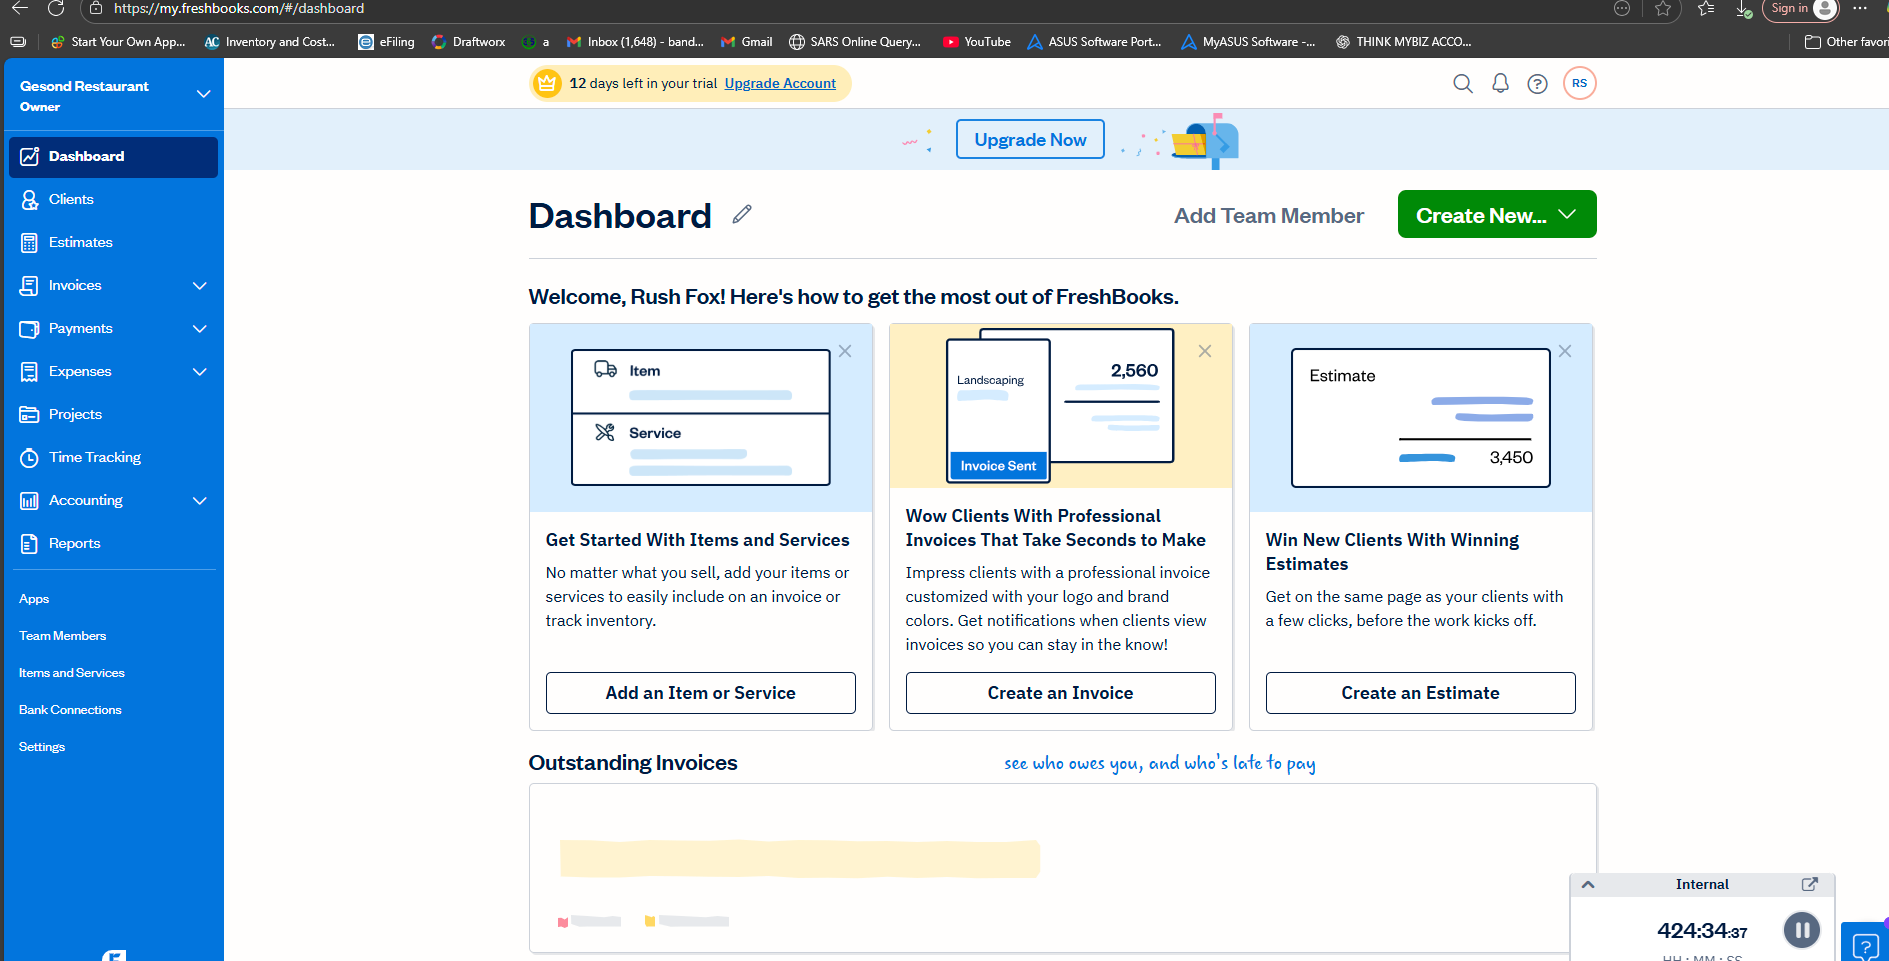 https://my.freshbooks.com/#/dashboard
Sign in
Start Your Own App...
AC Inventory and Cost...
eFiling
Draftworx
a
Inbox (1,648) - band...
Gmail
SARS Online Query...
YouTube
ASUS Software Port...
MyASUS Software -...
THINK MYBIZ ACCO...
Other favori
Gesond Restaurant
Owner
Dashboard
Clients
Estimates
Invoices
Payments
Expenses
Projects
Time Tracking
Accounting
Reports
Apps
Team Members
Items and Services
Bank Connections
Settings
12 days left in your trial Upgrade Account
RS
Upgrade Now
Dashboard
Add Team Member
Create New...
Welcome, Rush Fox! Here's how to get the most out of FreshBooks.
Item
Service
Get Started With Items and Services
No matter what you sell, add your items or
services to easily include on an invoice or
track inventory.
Add an Item or Service
Landscaping
2,560
Invoice Sent
Wow Clients With Professional
Invoices That Take Seconds to Make
Impress clients with a professional invoice
customized with your logo and brand
colors. Get notifications when clients view
invoices so you can stay in the know!
Create an Invoice
Estimate
3,450
Win New Clients With Winning
Estimates
Get on the same page as your clients with
a few clicks, before the work kicks off.
Create an Estimate
Outstanding Invoices
see who owes you, and who's late to pay
Internal
424:34:37
HH : MM : SS